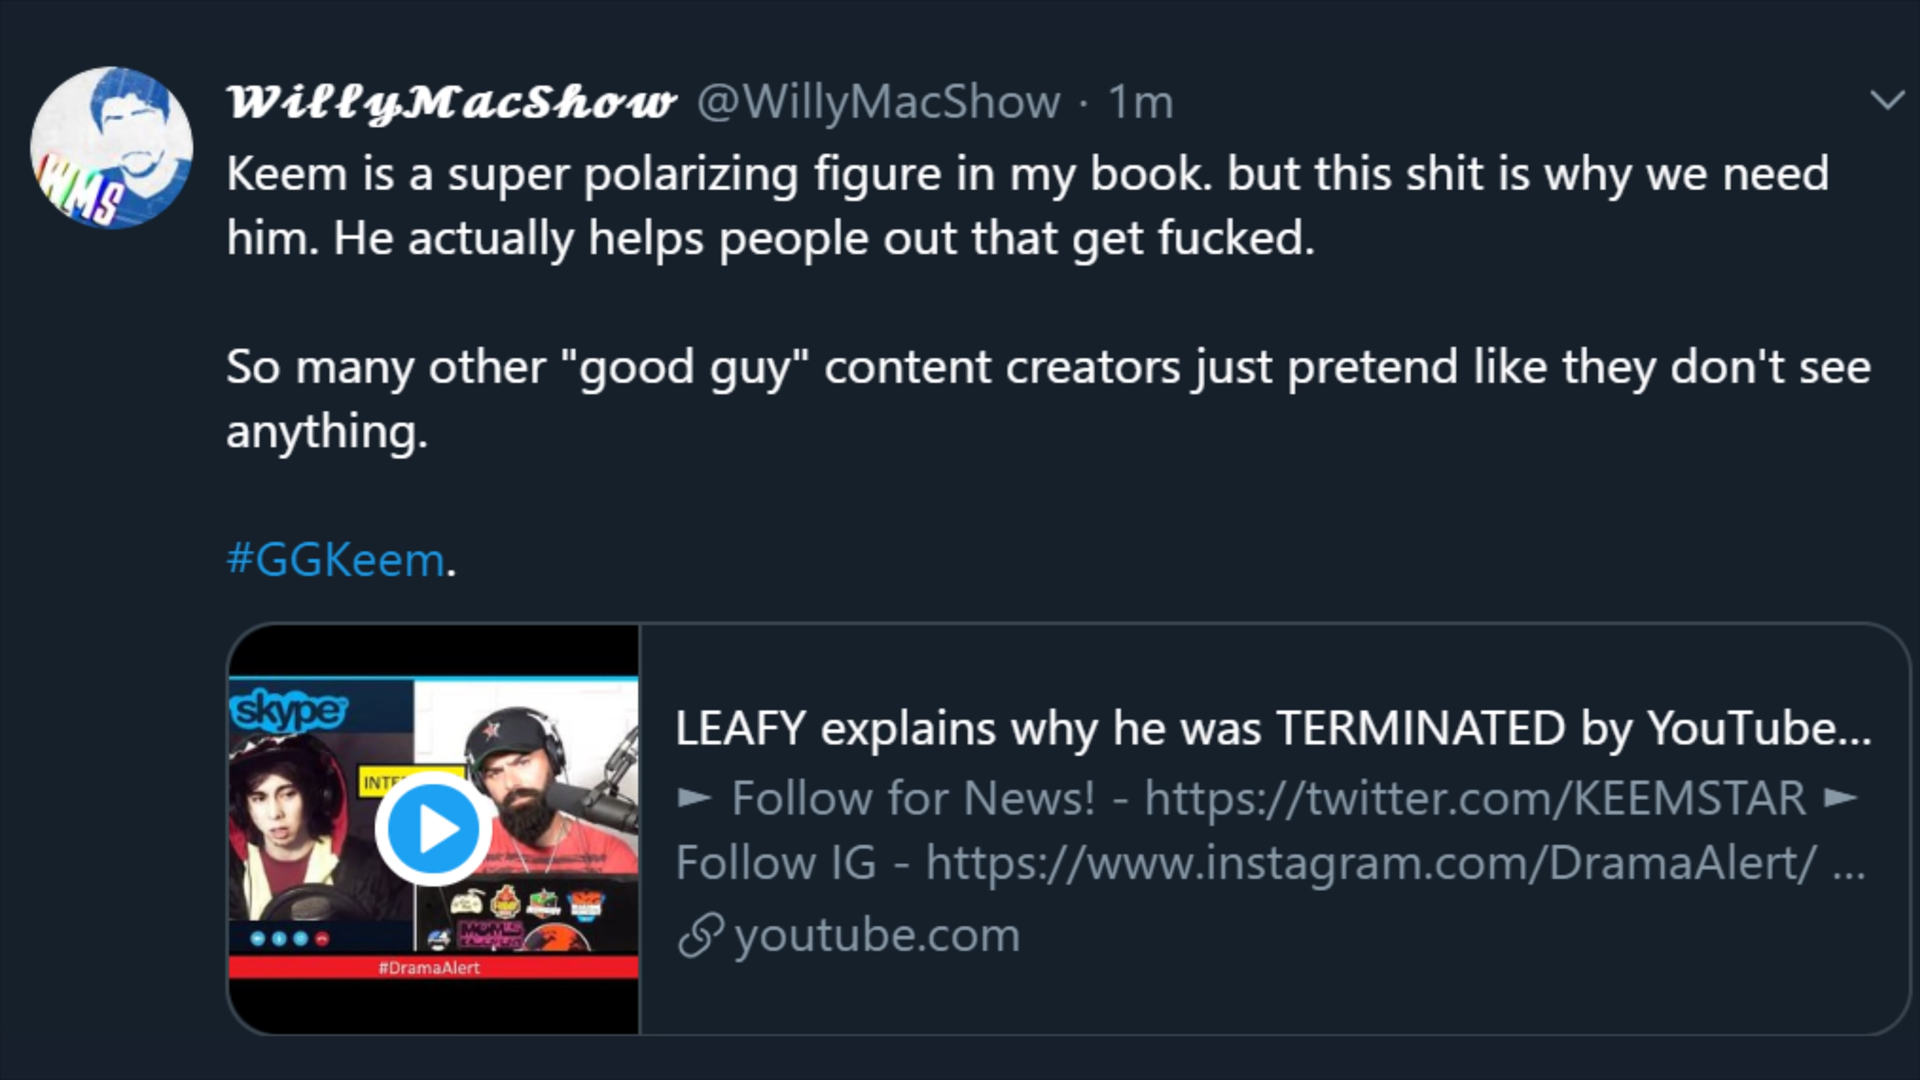 WillyMacShow @WillyMacShow · 1m
Keem is a super polarizing figure in my book. but this shit is why we need
him. He actually helps people out that get fucked.
So many other "good guy" content creators just pretend like they don't see
anything.
#GGKeem.
WMS
skype
INTE
#DramaAlert
LEAFY explains why he was TERMINATED by YouTube...
► Follow for News! - https://twitter.com/KEEMSTAR ►
Follow IG - https://www.instagram.com/DramaAlert/ ...
youtube.com